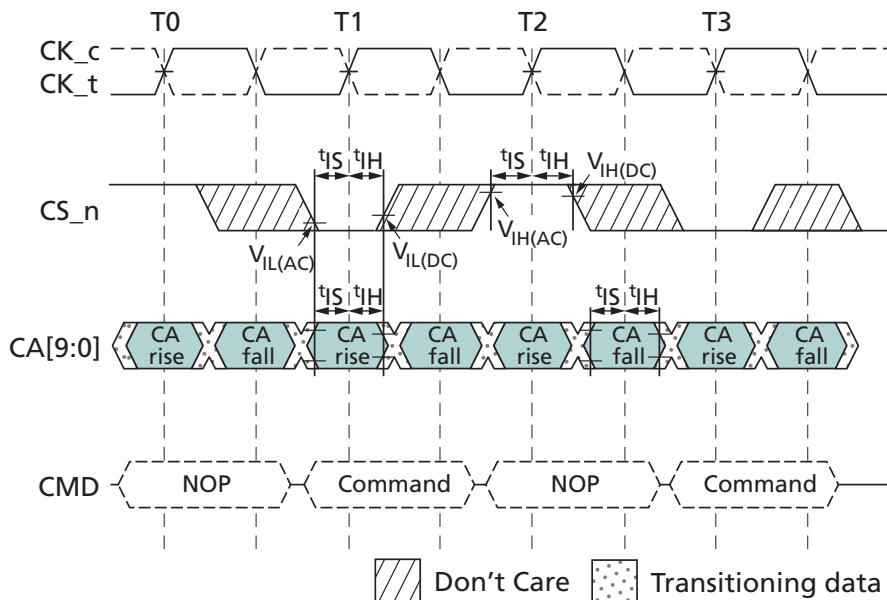 T0 T1 T2 T3
CK_c
CK_t
tIS tIH tIS tIH VIH(DC)
CS_n
VIL(AC) VIL(DC) VIH(AC)
tIS tIH tIS tIH
CA[9:0]
CA rise
CA fall
CA rise
CA fall
CA rise
CA fall
CA rise
CA fall
CMD NOP Command NOP Command
Don't Care Transitioning data